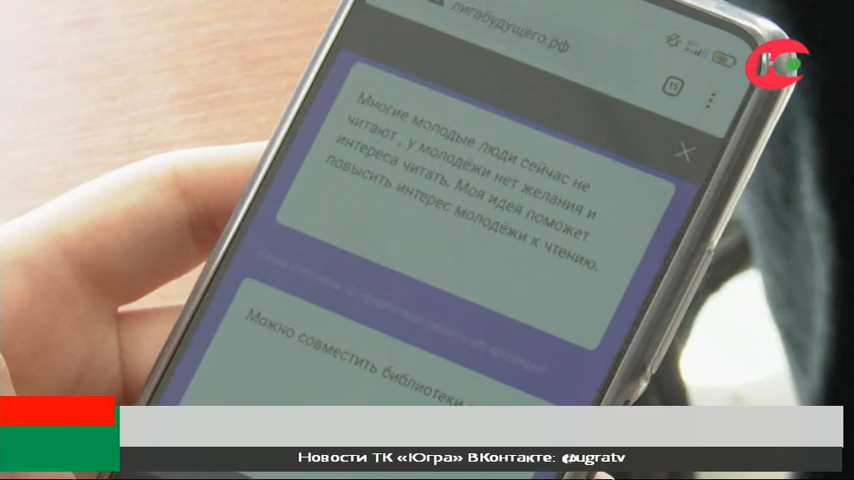 лигабудущего.рф
15
Ю
Многие молодые люди сейчас не
читают , у молодёжи нет желания и
интереса читать. Моя идея поможет
повысить интерес молодёжи к чтению.
Можно совместить библиотеки
Новости ТК «Югра» ВКонтакте: @ugratv